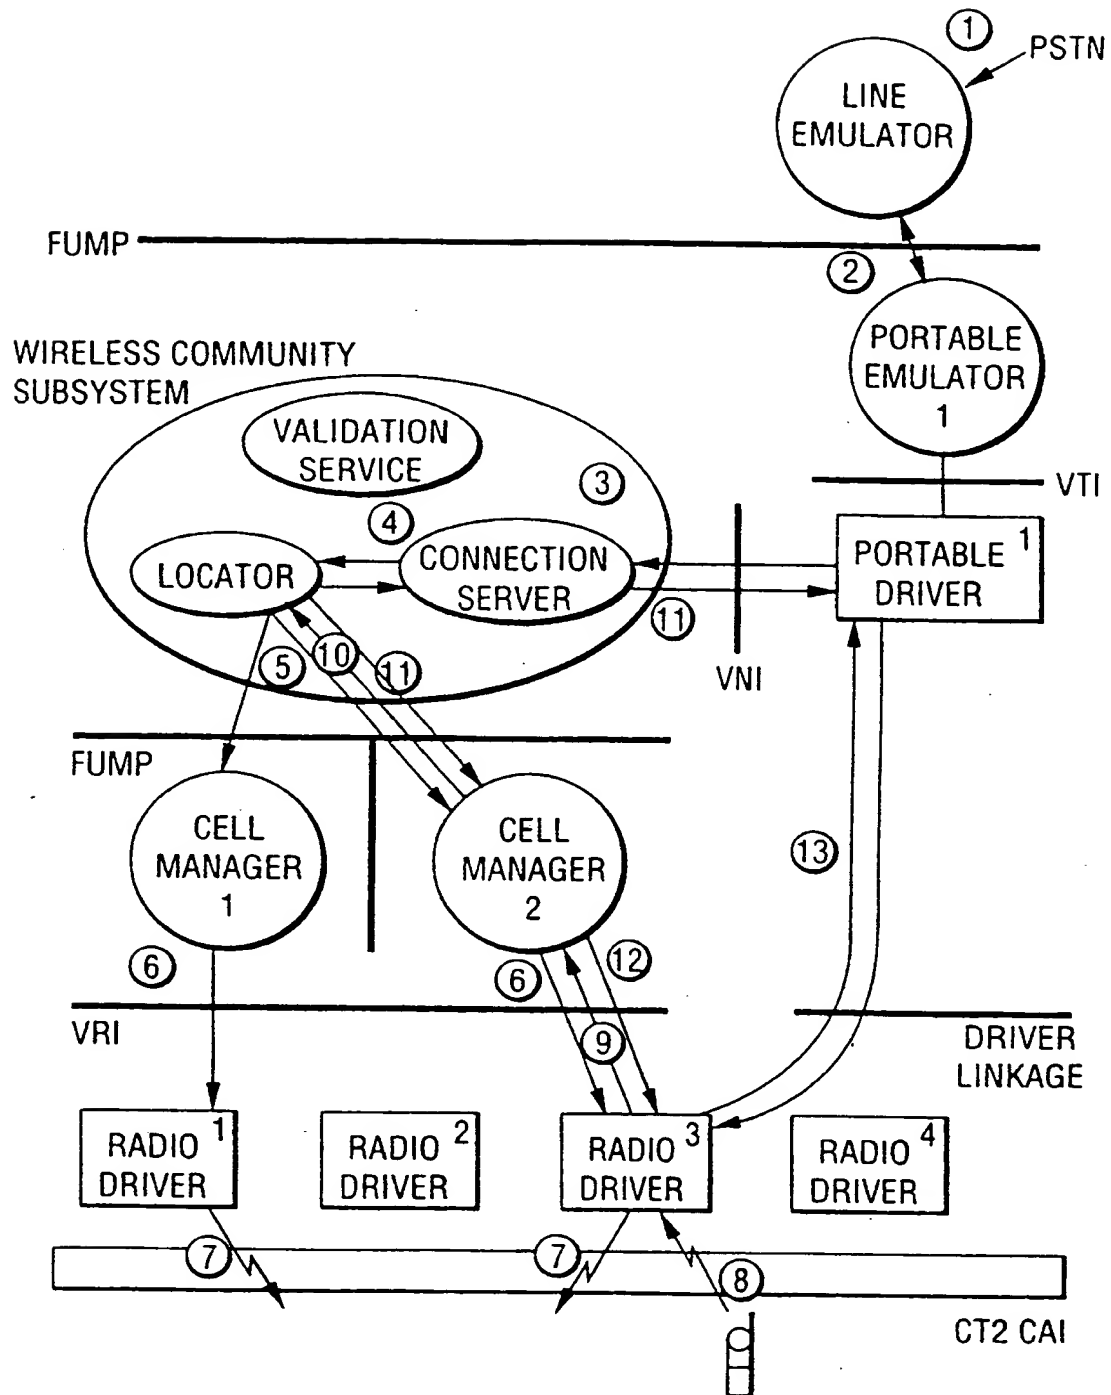 1
PSTN
LINE
EMULATOR
FUMP
2
PORTABLE
EMULATOR
1
WIRELESS COMMUNITY
SUBSYSTEM
VALIDATION
SERVICE
3
VTI
4
LOCATOR
CONNECTION
SERVER
PORTABLE 1
DRIVER
11
VNI
5
10
11
FUMP
CELL
MANAGER
1
CELL
MANAGER
2
13
6
6
12
VRI
9
DRIVER
LINKAGE
RADIO 1
DRIVER
RADIO 2
DRIVER
RADIO 3
DRIVER
RADIO 4
DRIVER
7
7
8
CT2 CAI